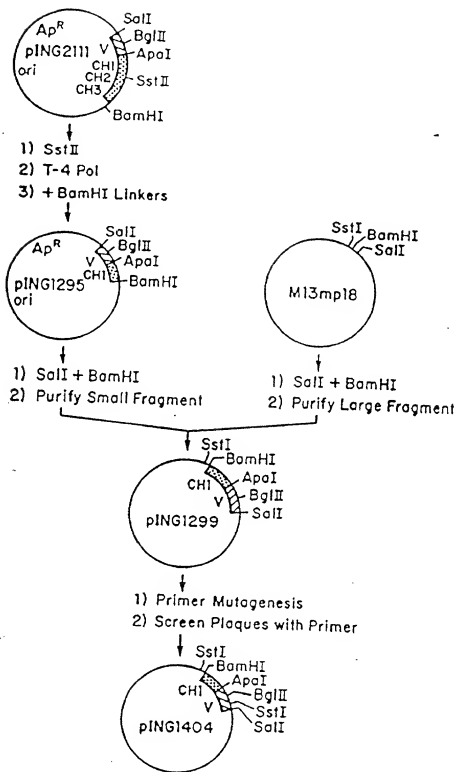 SalI
Ap^R
BglII
V
ApaI
pING2111
CH1
CH2
SstII
ori
CH3
BamHI
1) SstII
2) T-4 Pol
3) + BamHI Linkers
SalI
Ap^R
BglII
V
ApaI
CH1
BamHI
pING1295
ori
SstI
BamHI
SalI
M13mp18
1) SalI + BamHI
2) Purify Small Fragment
1) SalI + BamHI
2) Purify Large Fragment
SstI
BamHI
ApaI
CH1
BglII
V
SalI
pING1299
1) Primer Mutagenesis
2) Screen Plaques with Primer
SstI
BamHI
ApaI
CH1
BglII
SstI
V
SalI
pING1404